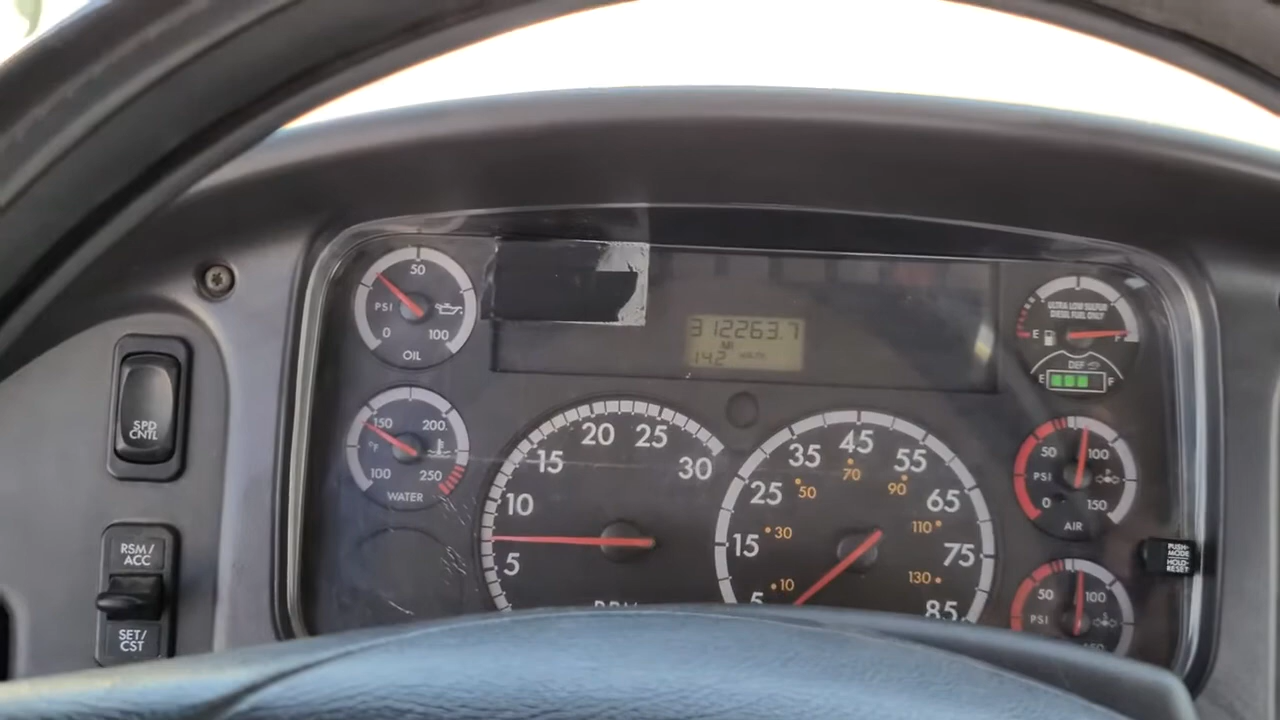 50
PSI
0
100
OIL
150
200
°F
100
250
WATER
SPD
CNTL
RSM/
ACC
SET/
CST
312263.7
14.2
5
10
15
20
25
30
5
15
25
35
45
55
65
75
85
10
30
50
70
90
110
130
ULTRA LOW SULFUR
DIESEL FUEL ONLY
E
F
DEF
E
F
50
100
PSI
0
150
AIR
50
100
PSI
PUSH-
MODE
HOLD-
RESET